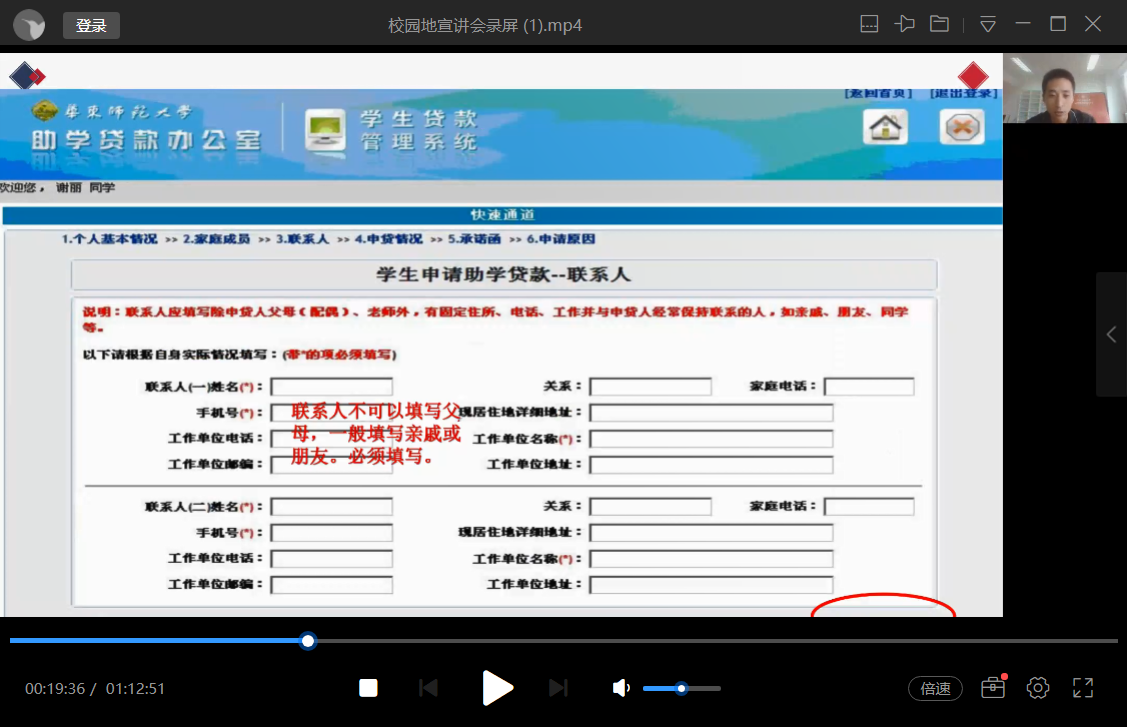 登录
校园地宣讲会录屏 (1).mp4
華東师范大学
助学贷款办公室
学生贷款
管理系统
[返回首页] [退出登录]
欢迎您， 谢丽 同学
快速通道
1.个人基本情况 >> 2.家庭成员 >> 3.联系人 >> 4.申贷情况 >> 5.承诺函 >> 6.申请原因
学生申请助学贷款--联系人
说明：联系人应填写除申贷人父母（配偶）、老师外，有固定住所、电话、工作并与申贷人经常保持联系的人，如亲戚、朋友、同学
等。
以下请根据自身实际情况填写：(带*的项必须填写)
联系人(一)姓名(*)： 关系： 家庭电话：
手机号(*)： 现居住地详细地址：
工作单位电话： 工作单位名称(*)：
工作单位邮编： 工作单位地址：
联系人不可以填写父
母，一般填写亲戚或
朋友。必须填写。
联系人(二)姓名(*)： 关系： 家庭电话：
手机号(*)： 现居住地详细地址：
工作单位电话： 工作单位名称(*)：
工作单位邮编： 工作单位地址：
00:19:36 / 01:12:51
倍速